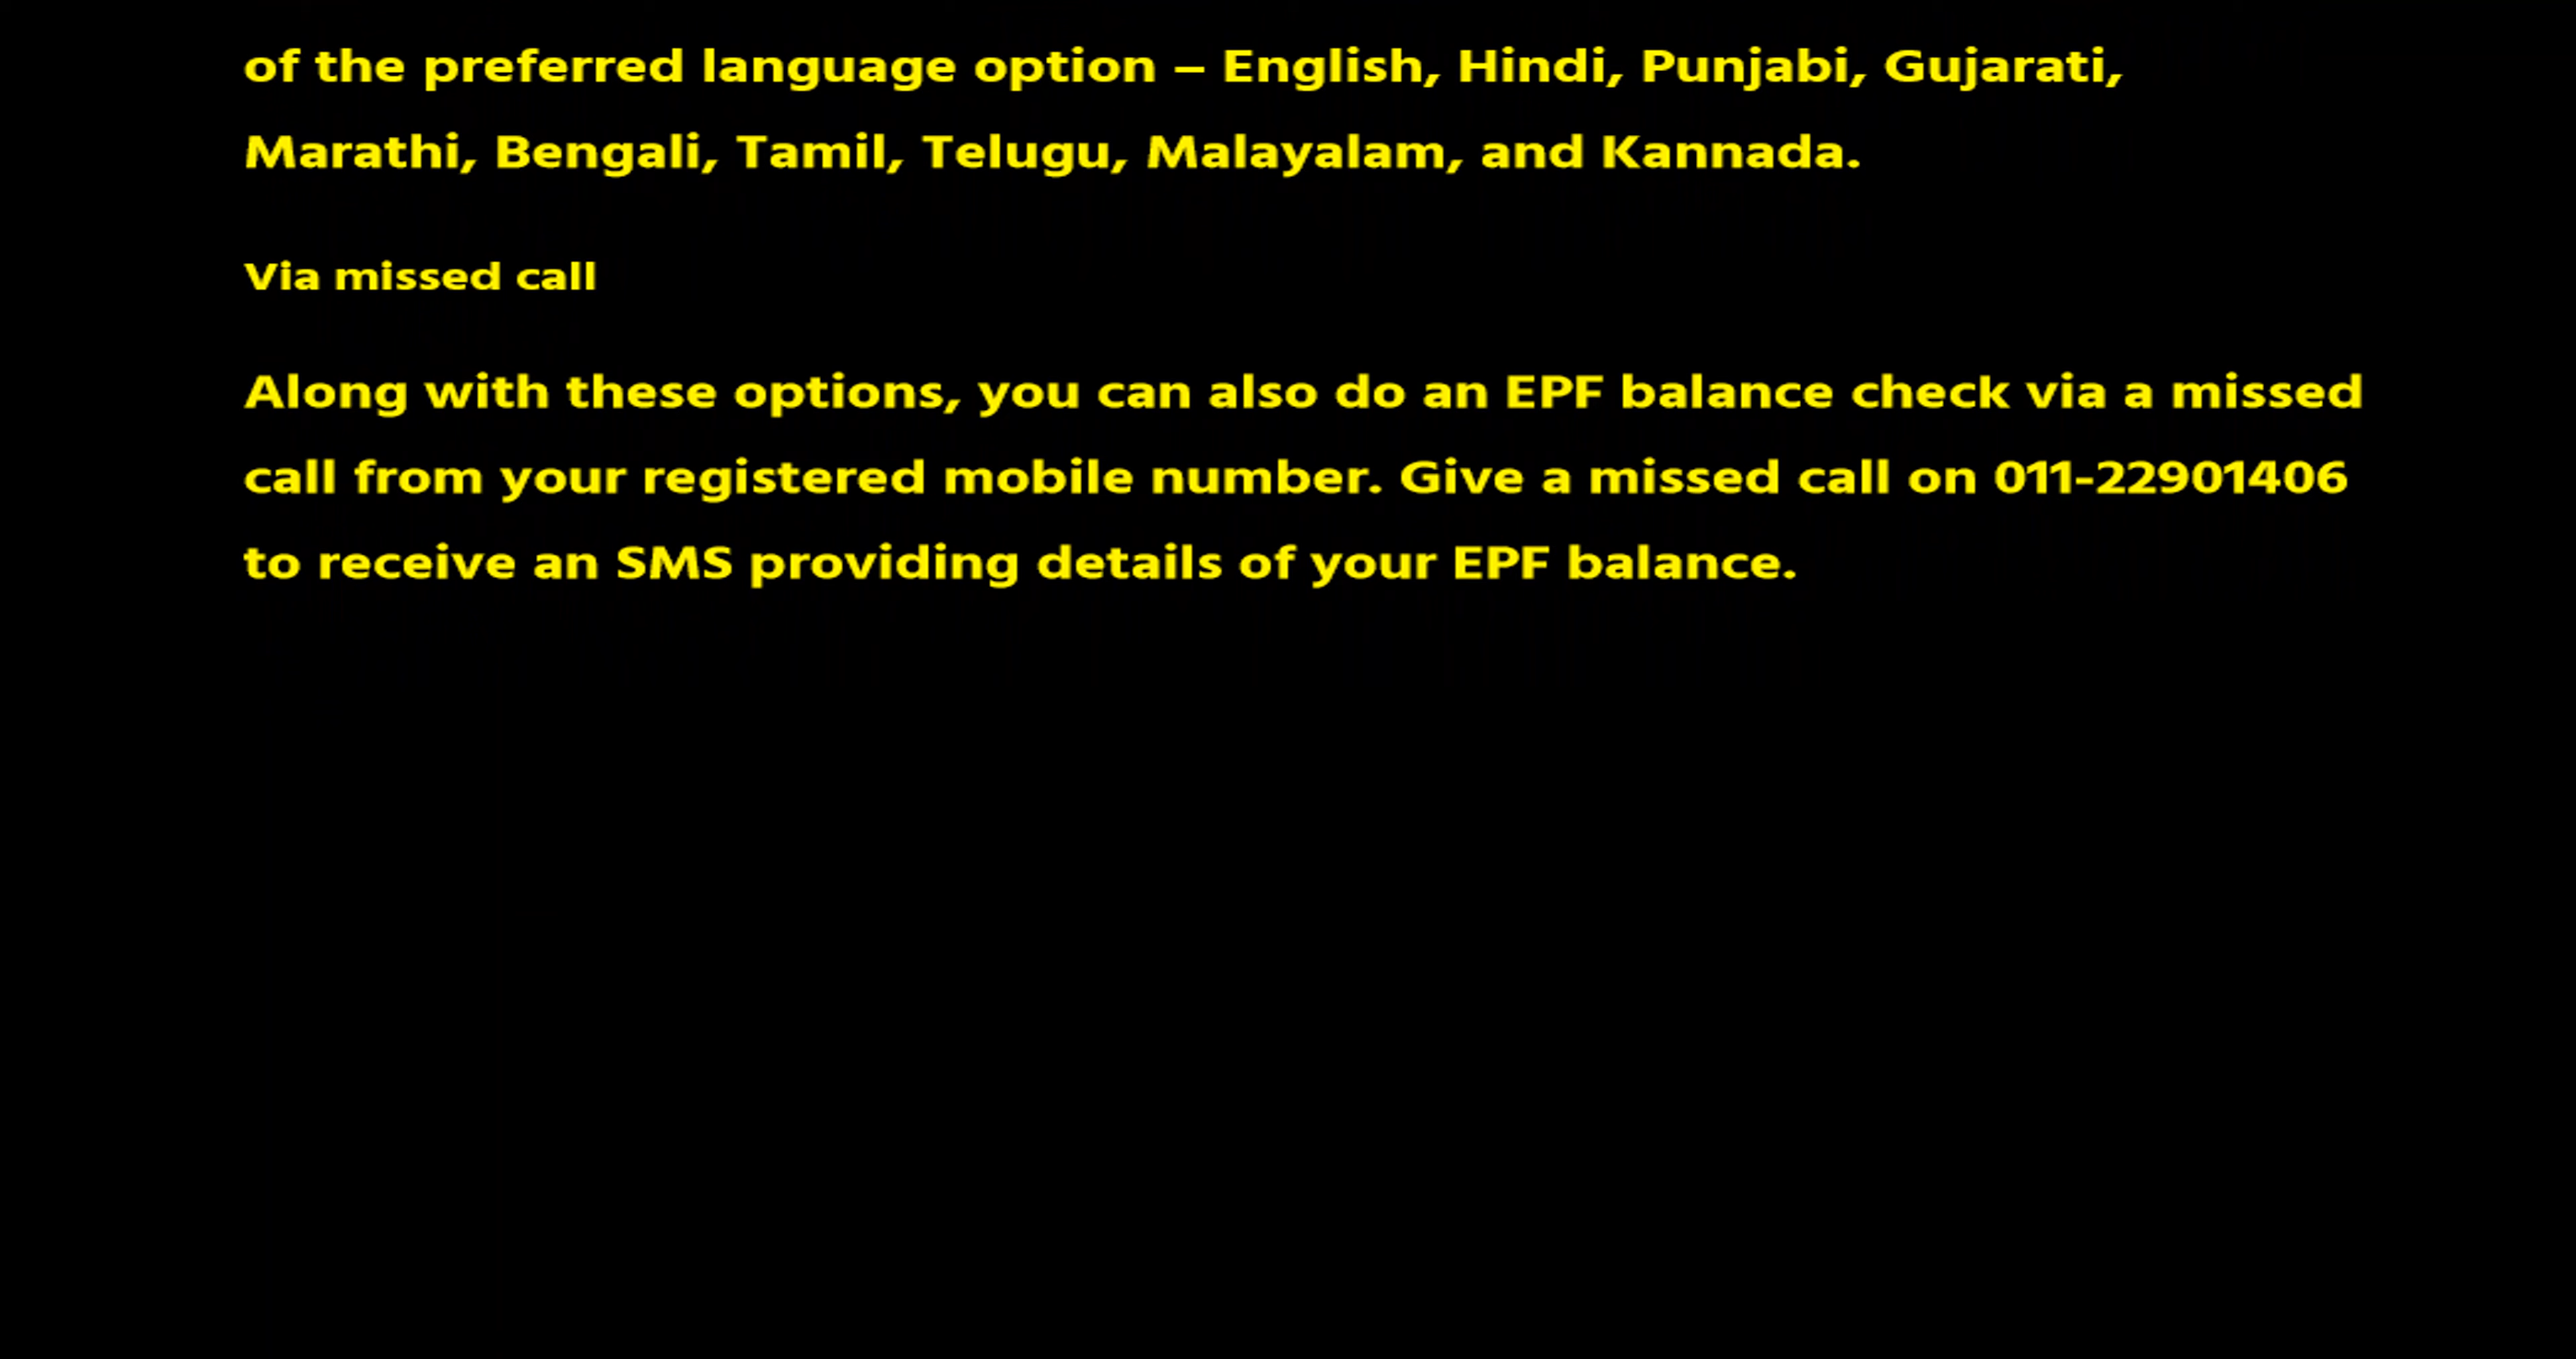 of the preferred language option – English, Hindi, Punjabi, Gujarati,
Marathi, Bengali, Tamil, Telugu, Malayalam, and Kannada.
Via missed call
Along with these options, you can also do an EPF balance check via a missed
call from your registered mobile number. Give a missed call on 011-22901406
to receive an SMS providing details of your EPF balance.